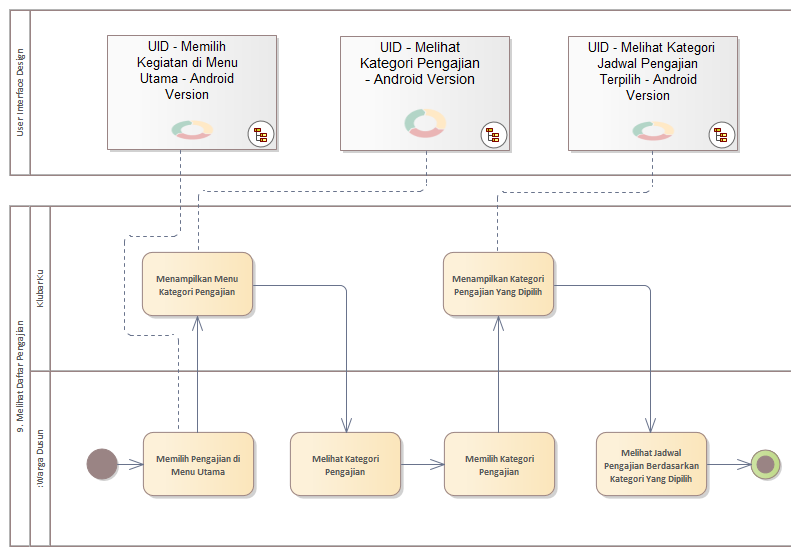 User Interface Design
UID - Memilih
Kegiatan di Menu
Utama - Android
Version
UID - Melihat
Kategori Pengajian
- Android Version
UID - Melihat Kategori
Jadwal Pengajian
Terpilih - Android
Version
9. Melihat Daftar Pengajian
KlubarKu
Menampilkan Menu
Kategori Pengajian
Menampilkan Kategori
Pengajian Yang Dipilih
:Warga Dusun
Memilih Pengajian di
Menu Utama
Melihat Kategori
Pengajian
Memilih Kategori
Pengajian
Melihat Jadwal
Pengajian Berdasarkan
Kategori Yang Dipilih